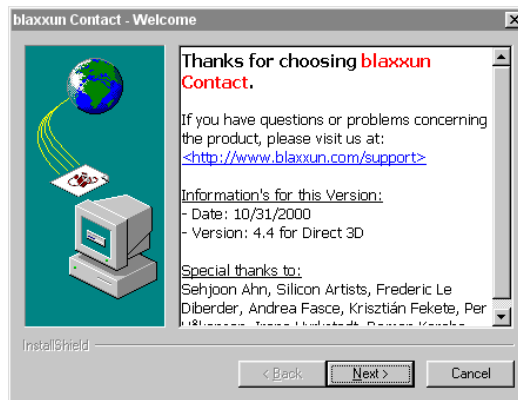 blaxxun Contact - Welcome
Thanks for choosing blaxxun
Contact.
If you have questions or problems concerning
the product, please visit us at:
<http://www.blaxxun.com/support>
Information's for this Version:
- Date: 10/31/2000
- Version: 4.4 for Direct 3D
Special thanks to:
Sehjoon Ahn, Silicon Artists, Frederic Le
Diberder, Andrea Fasce, Krisztián Fekete, Per
InstallShield
< Back
Next >
Cancel